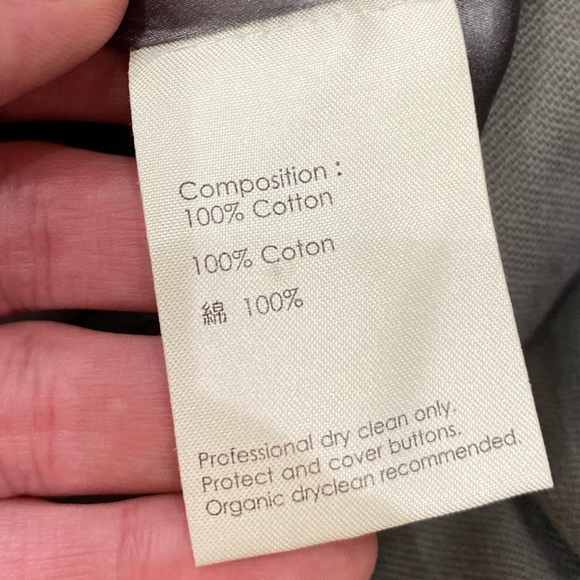 Composition :
100% Cotton
100% Coton
綿 100%
Professional dry clean only.
Protect and cover buttons.
Organic dryclean recommended.